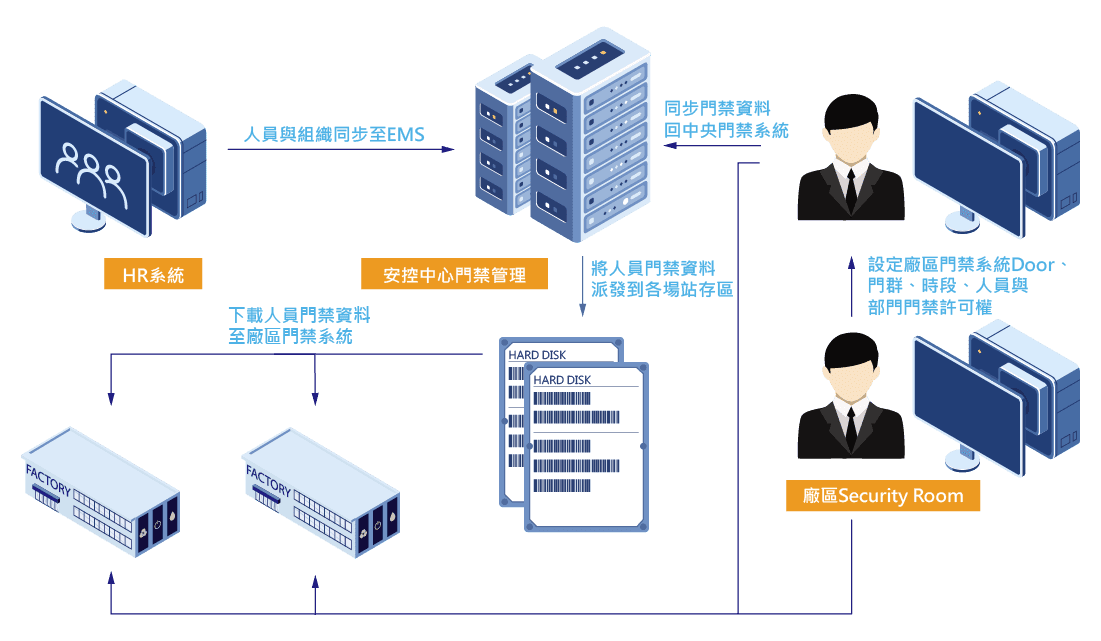 人員與組織同步至EMS
同步門禁資料
回中央門禁系統
HR系統
安控中心門禁管理
將人員門禁資料
派發到各場站存區
設定廠區門禁系統Door、
門群、時段、人員與
部門門禁許可權
下載人員門禁資料
至廠區門禁系統
HARD DISK
HARD DISK
FACTORY
FACTORY
廠區Security Room